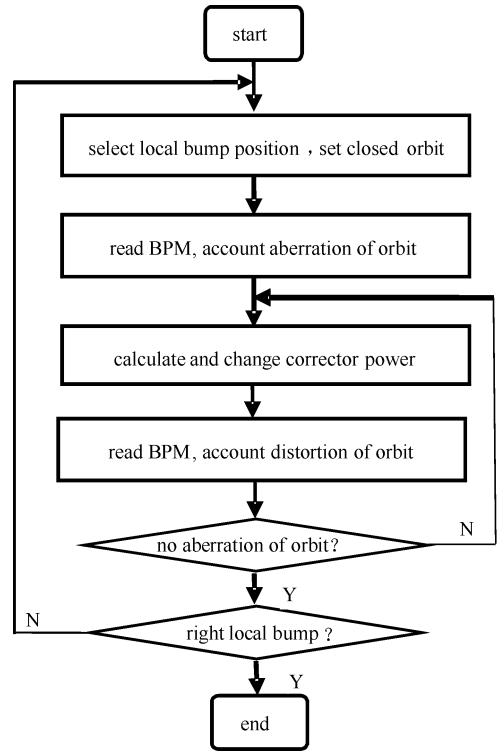 start
select local bump position，set closed orbit
read BPM, account aberration of orbit
calculate and change corrector power
read BPM, account distortion of orbit
no aberration of orbit?
N
Y
N
right local bump？
Y
end